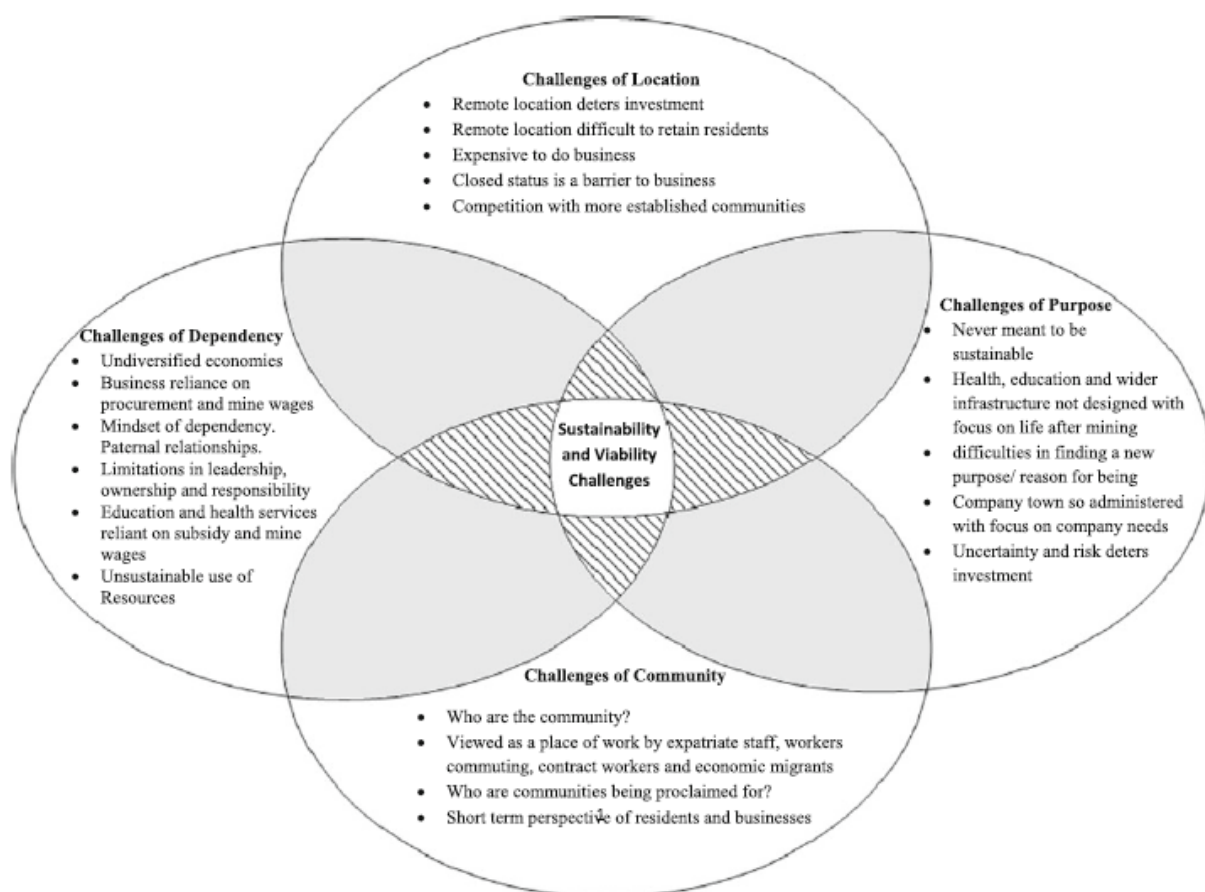 Challenges of Location
• Remote location deters investment
• Remote location difficult to retain residents
• Expensive to do business
• Closed status is a barrier to business
• Competition with more established communities
Challenges of Dependency
• Undiversified economies
• Business reliance on
procurement and mine wages
• Mindset of dependency.
Paternal relationships.
• Limitations in leadership,
ownership and responsibility
• Education and health services
reliant on subsidy and mine
wages
• Unsustainable use of
Resources
Sustainability
and Viability
Challenges
Challenges of Purpose
• Never meant to be
sustainable
• Health, education and wider
infrastructure not designed with
focus on life after mining
• difficulties in finding a new
purpose/ reason for being
• Company town so administered
with focus on company needs
• Uncertainty and risk deters
investment
Challenges of Community
• Who are the community?
• Viewed as a place of work by expatriate staff, workers
commuting, contract workers and economic migrants
• Who are communities being proclaimed for?
• Short term perspective of residents and businesses
1